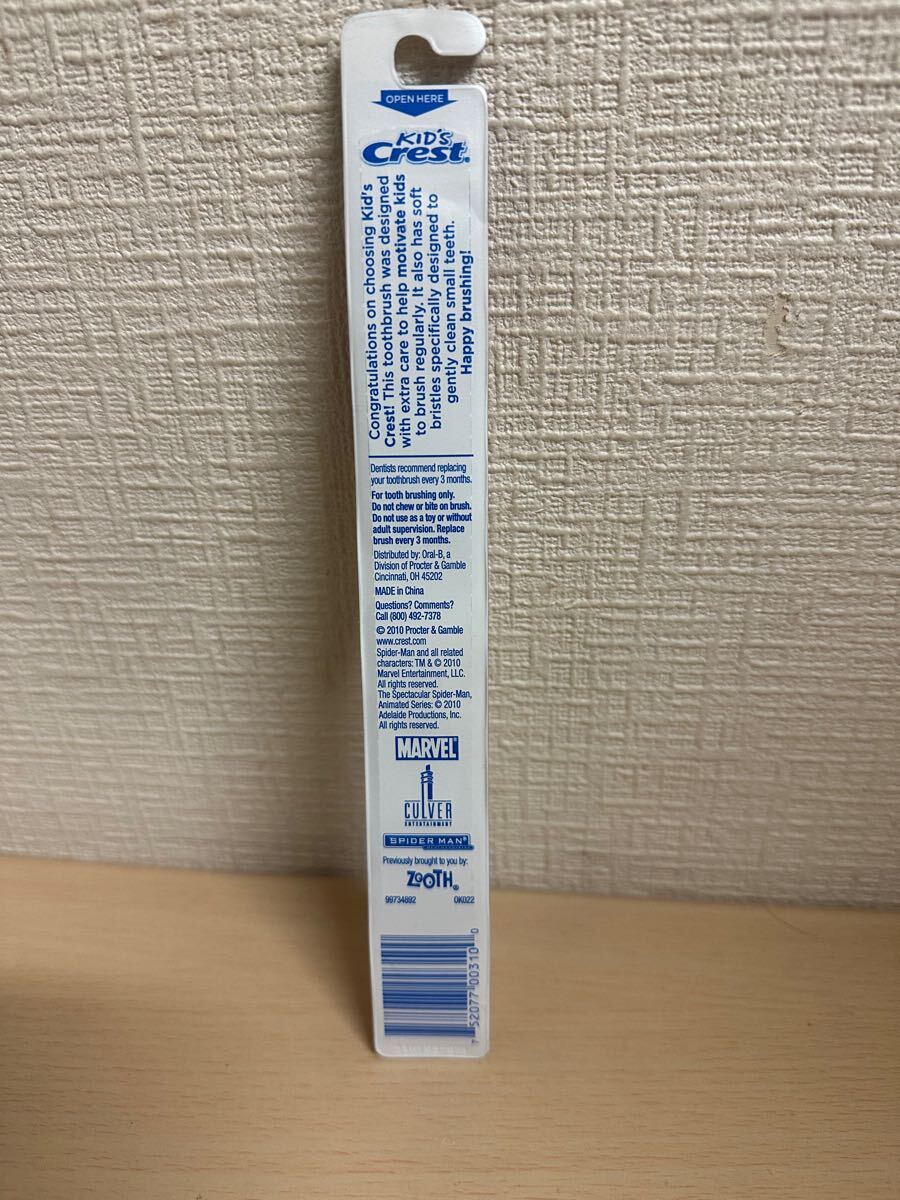 OPEN HERE
KID'S
Crest®
Congratulations on choosing Kid's
Crest! This toothbrush was designed
with extra care to help motivate kids
to brush regularly. It also has soft
bristles specifically designed to
gently clean small teeth.
Happy brushing!
Dentists recommend replacing
your toothbrush every 3 months.
For tooth brushing only.
Do not chew or bite on brush.
Do not use as a toy or without
adult supervision. Replace
brush every 3 months.
Distributed by: Oral-B, a
Division of Procter & Gamble
Cincinnati, OH 45202
MADE in China
Questions? Comments?
Call (800) 492-7378
© 2010 Procter & Gamble
www.crest.com
Spider-Man and all related
characters: TM & © 2010
Marvel Entertainment, LLC.
All rights reserved.
The Spectacular Spider-Man,
Animated Series: © 2010
Adelaide Productions, Inc.
All rights reserved.
MARVEL
CULVER
ENTERTAINMENT
SPIDER MAN®
Previously brought to you by:
ZOOTH®
99734892 0K022
7 52077 00310 0